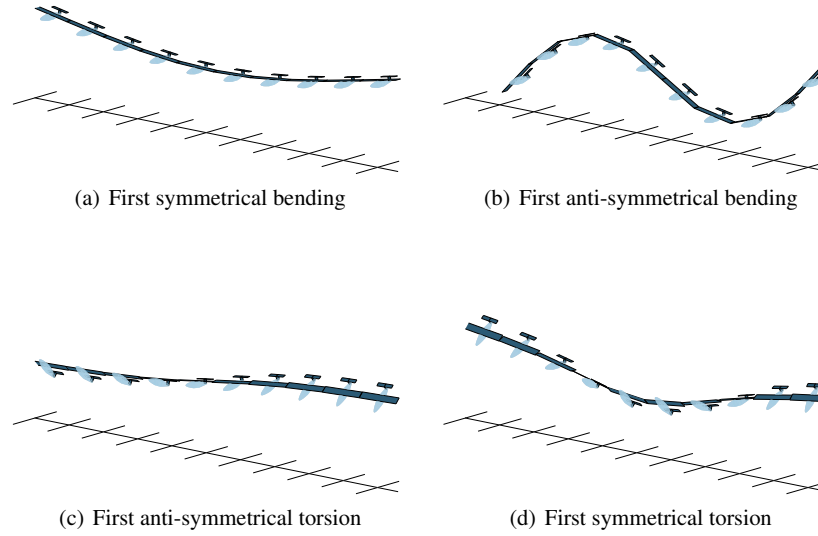 (a) First symmetrical bending
(b) First anti-symmetrical bending
(c) First anti-symmetrical torsion
(d) First symmetrical torsion